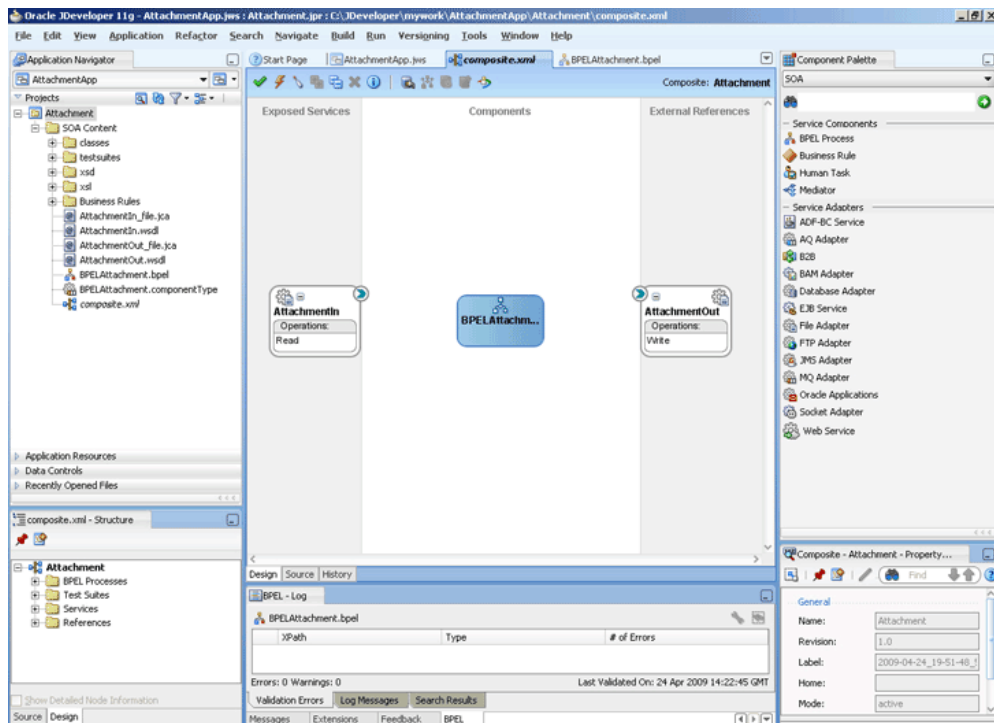 Oracle JDeveloper 11g - AttachmentApp.jws : Attachment.jpr : C:\JDeveloper\mywork\AttachmentApp\Attachment\composite.xml
File Edit View Application Refactor Search Navigate Build Run Versioning Tools Window Help
Application Navigator
AttachmentApp
Projects
Attachment
SOA Content
classes
testsuites
xsd
xsl
Business Rules
AttachmentIn_file.jca
AttachmentIn.wsdl
AttachmentOut_file.jca
AttachmentOut.wsdl
BPELAttachment.bpel
BPELAttachment.componentType
composite.xml
Application Resources
Data Controls
Recently Opened Files
composite.xml - Structure
Attachment
BPEL Processes
Test Suites
Services
References
Show Detailed Node Information
Source Design
Start Page AttachmentApp.jws composite.xml BPELAttachment.bpel
Composite: Attachment
Exposed Services Components External References
AttachmentIn
Operations:
Read
BPELAttachm...
AttachmentOut
Operations:
Write
Design Source History
BPEL - Log
BPELAttachment.bpel
XPath Type # of Errors
Errors: 0 Warnings: 0 Last Validated On: 24 Apr 2009 14:22:45 GMT
Validation Errors Log Messages Search Results
Messages Extensions Feedback BPEL
Component Palette
SOA
Service Components
BPEL Process
Business Rule
Human Task
Mediator
Service Adapters
ADF-BC Service
AQ Adapter
B2B
BAM Adapter
Database Adapter
EJB Service
File Adapter
FTP Adapter
JMS Adapter
MQ Adapter
Oracle Applications
Socket Adapter
Web Service
Composite - Attachment - Property...
Find
General
Name: Attachment
Revision: 1.0
Label: 2009-04-24_19-51-48_
Home:
Mode: active